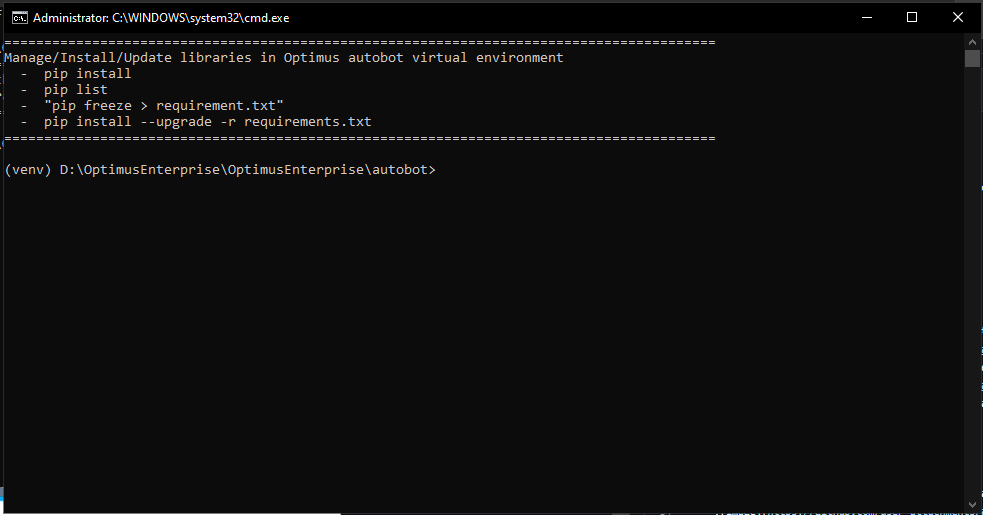 Administrator: C:\WINDOWS\system32\cmd.exe
=========================================================================================
Manage/Install/Update libraries in Optimus autobot virtual environment
  -  pip install
  -  pip list
  -  "pip freeze > requirement.txt"
  -  pip install --upgrade -r requirements.txt
=========================================================================================
(venv) D:\OptimusEnterprise\OptimusEnterprise\autobot>